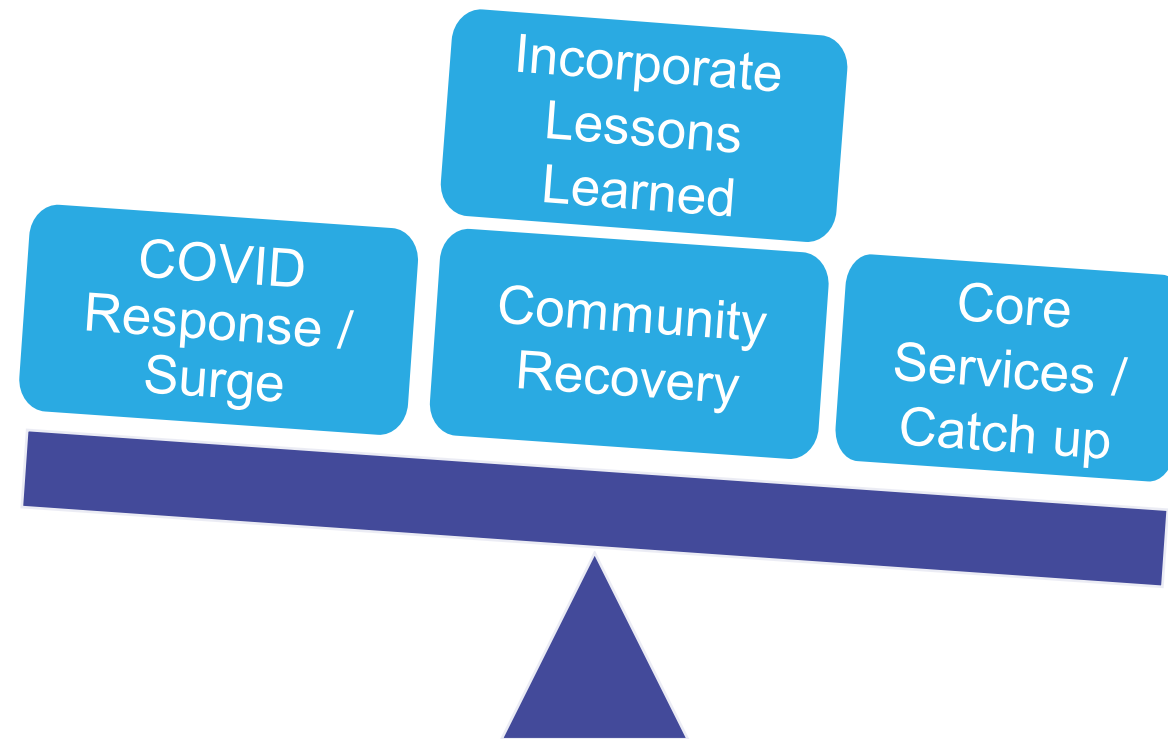 Incorporate
Lessons
Learned
COVID
Response /
Surge
Community
Recovery
Core
Services /
Catch up